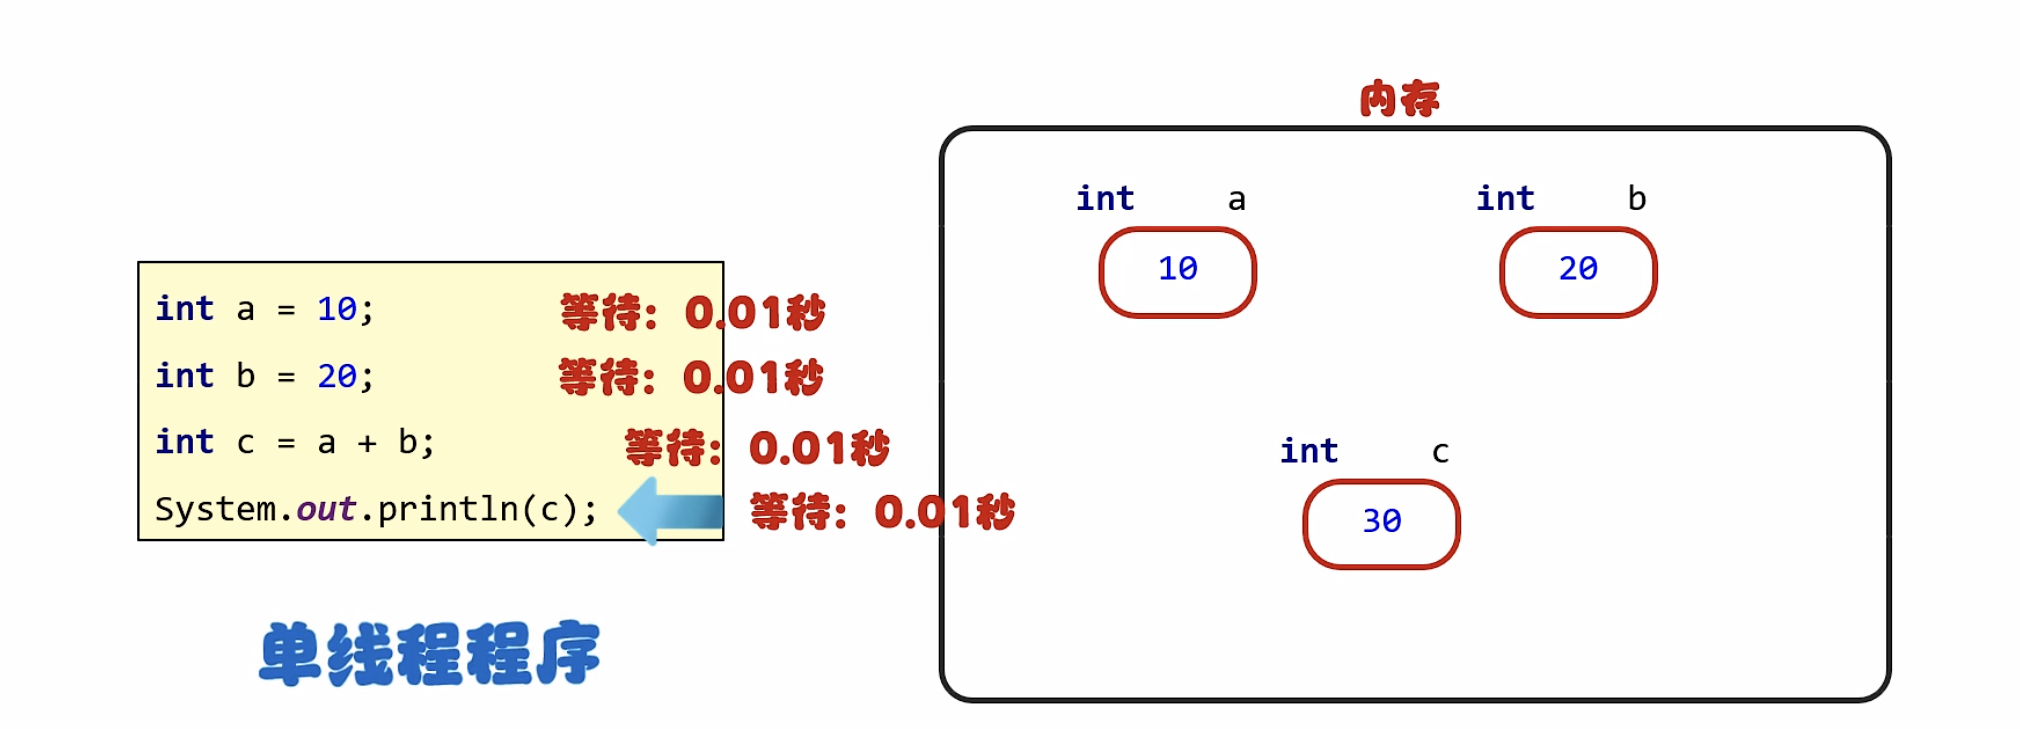 内存
int a
int b
10
20
int a = 10; 等待: 0.01秒
int b = 20; 等待: 0.01秒
int c = a + b; 等待: 0.01秒
System.out.println(c); 等待: 0.01秒
int c
30
单线程程序